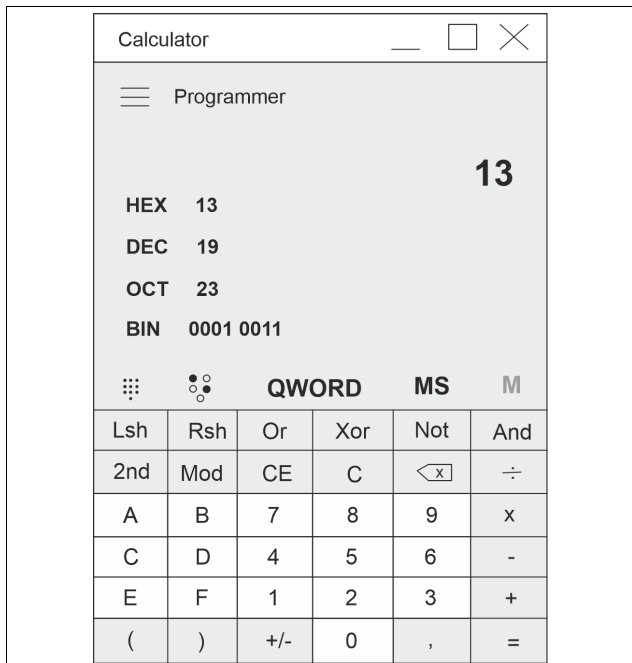 Calculator
Programmer
13
HEX 13
DEC 19
OCT 23
BIN 0001 0011
QWORD MS M
Lsh Rsh Or Xor Not And
2nd Mod CE C x ÷
A B 7 8 9 x
C D 4 5 6 -
E F 1 2 3 +
( ) +/- 0 , =